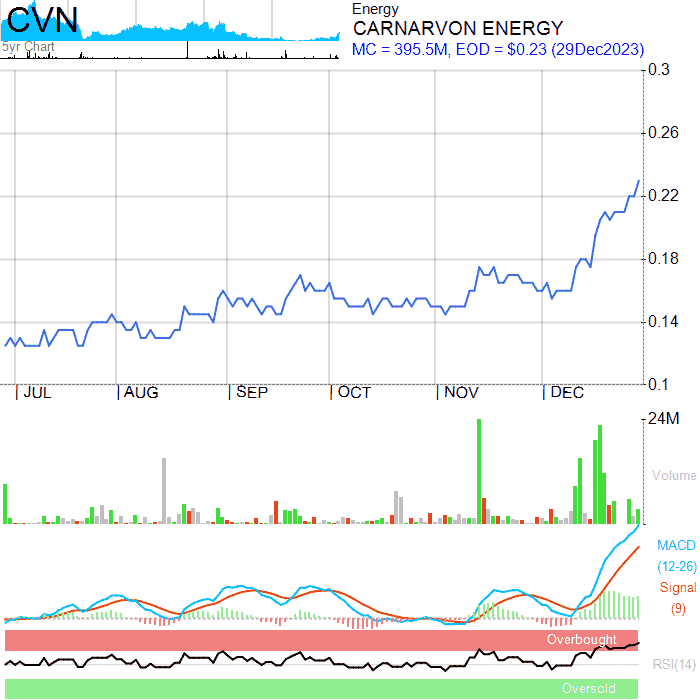 CVN
5yr Chart
Energy
CARNARVON ENERGY
MC = 395.5M, EOD = $0.23 (29Dec2023)
0.3
0.26
0.22
0.18
0.14
0.1
JUL AUG SEP OCT NOV DEC
24M
Volume
MACD
(12-26)
Signal
(9)
Overbought
RSI(14)
Oversold